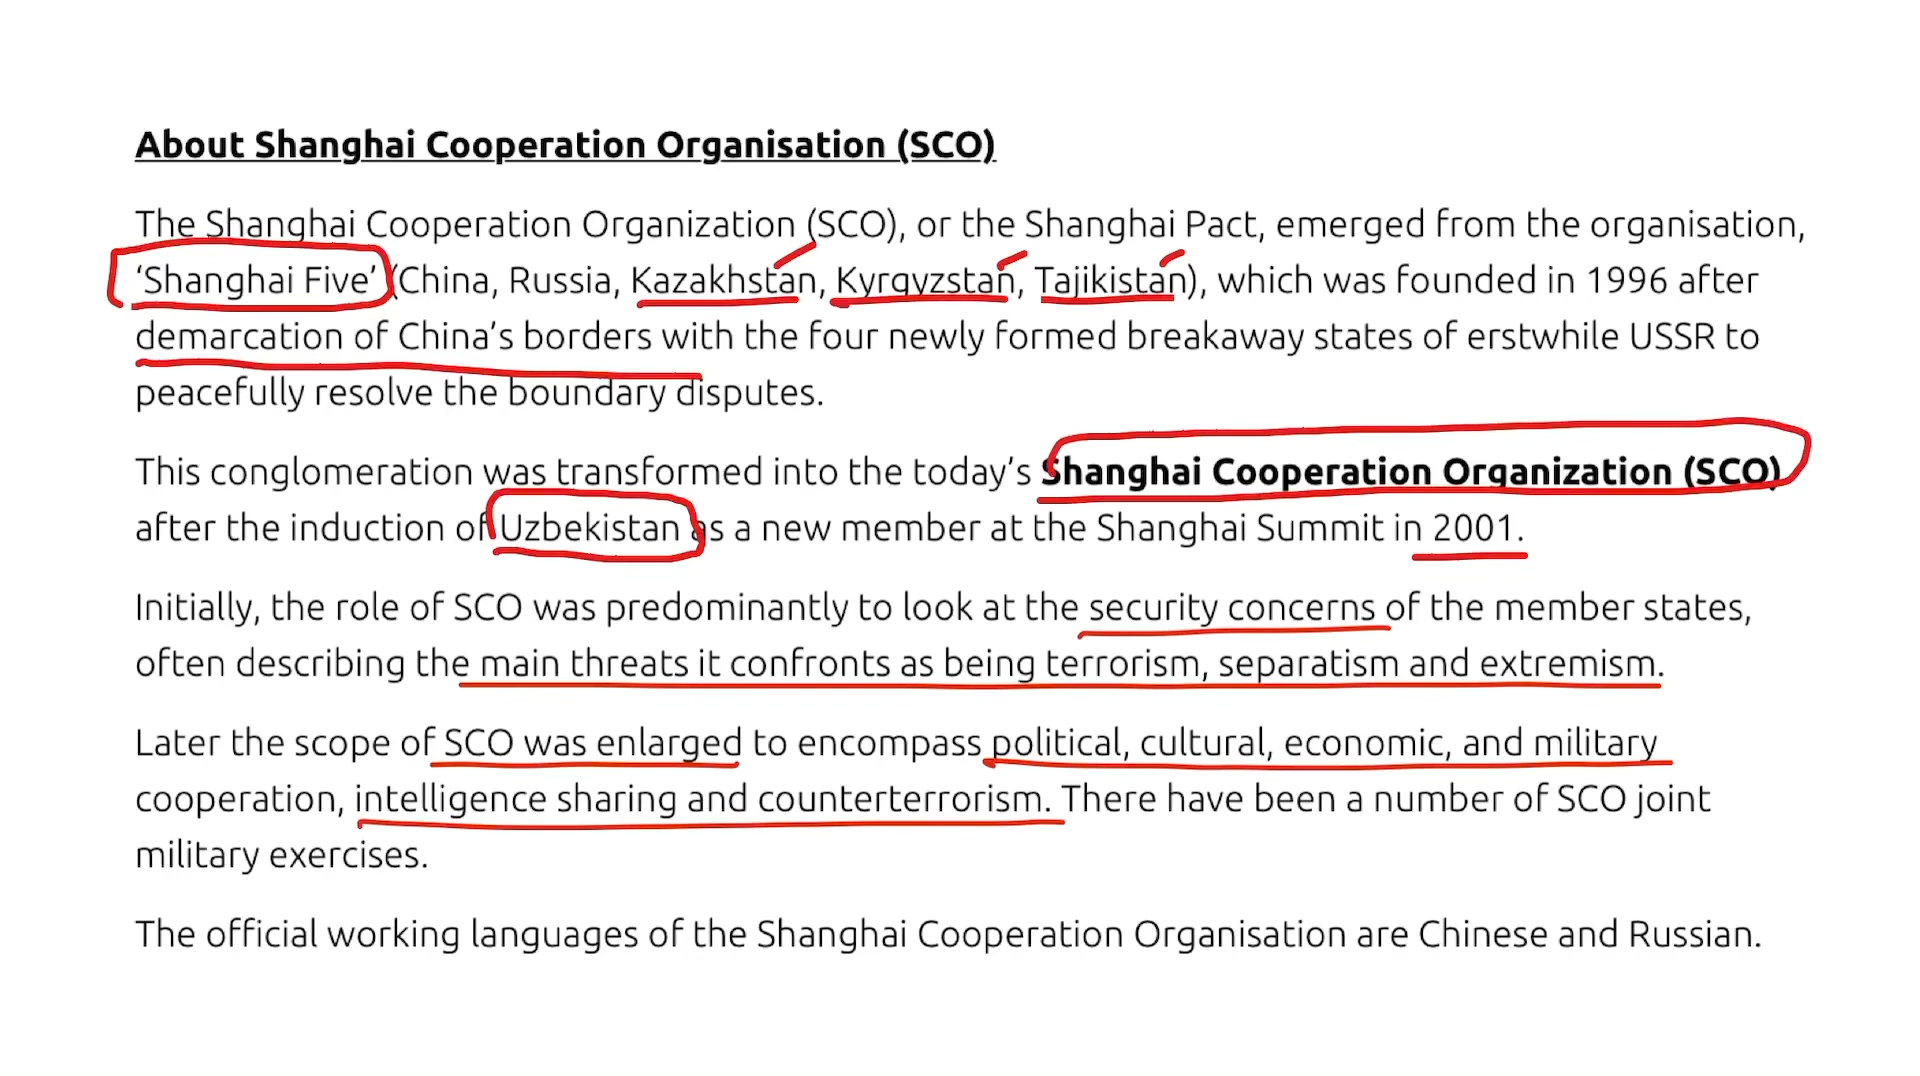 About Shanghai Cooperation Organisation (SCO)
The Shanghai Cooperation Organization (SCO), or the Shanghai Pact, emerged from the organisation,
‘Shanghai Five’ (China, Russia, Kazakhstan, Kyrgyzstan, Tajikistan), which was founded in 1996 after
demarcation of China’s borders with the four newly formed breakaway states of erstwhile USSR to
peacefully resolve the boundary disputes.
This conglomeration was transformed into the today’s Shanghai Cooperation Organization (SCO)
after the induction of Uzbekistan as a new member at the Shanghai Summit in 2001.
Initially, the role of SCO was predominantly to look at the security concerns of the member states,
often describing the main threats it confronts as being terrorism, separatism and extremism.
Later the scope of SCO was enlarged to encompass political, cultural, economic, and military
cooperation, intelligence sharing and counterterrorism. There have been a number of SCO joint
military exercises.
The official working languages of the Shanghai Cooperation Organisation are Chinese and Russian.